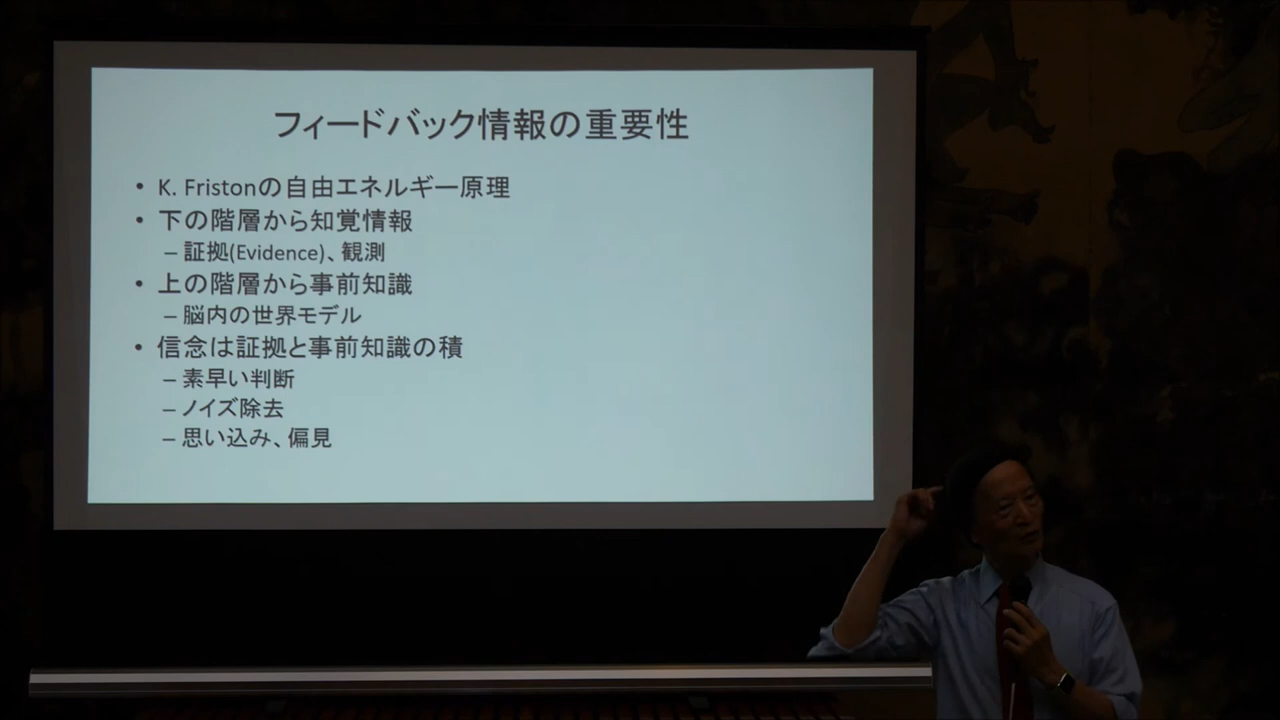 フィードバック情報の重要性
• K. Fristonの自由エネルギー原理
• 下の階層から知覚情報
– 証拠(Evidence)、観測
• 上の階層から事前知識
– 脳内の世界モデル
• 信念は証拠と事前知識の積
– 素早い判断
– ノイズ除去
– 思い込み、偏見